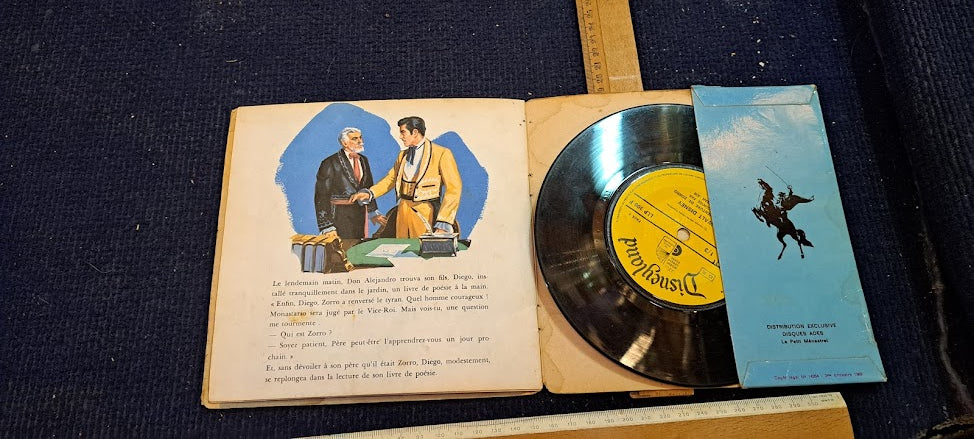 Le lendemain matin, Don Alejandro trouva son fils, Diego, ins-
tallé tranquillement dans le jardin, un livre de poésie à la main.
« Enfin, Diego, Zorro a renversé le tyran. Quel homme courageux !
Monastario sera jugé par le Vice-Roi. Mais vois-tu, une question
me tourmente...
— Qui est Zorro ?
— Soyez patient, Père peut-être l'apprendrez-vous un jour pro-
chain. »
Et, sans dévoiler à son père qu'il était Zorro, Diego, modestement,
se replongea dans la lecture de son livre de poésie.
Disneyland
WALT DISNEY
LLP 302 F
DISTRIBUTION EXCLUSIVE
DISQUES ADES
Le Petit Ménestrel